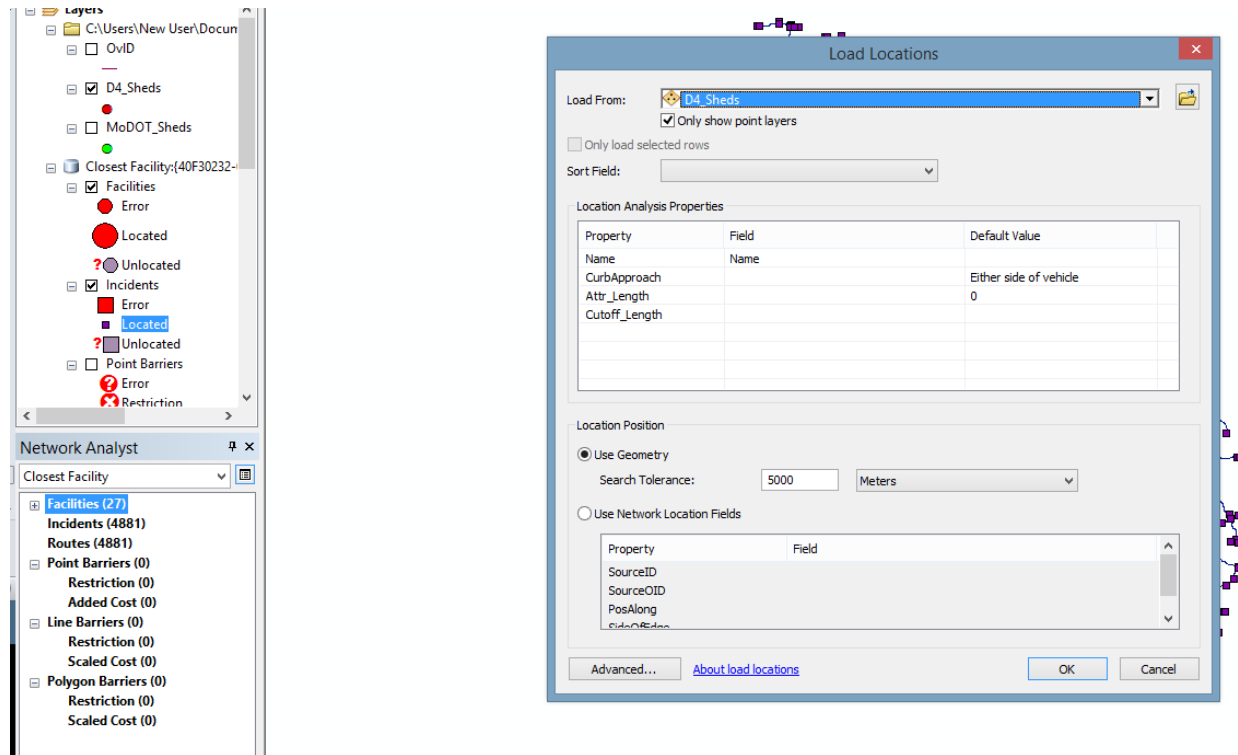 Layers
C:\Users\New User\Docum
OvID
D4_Sheds
MoDOT_Sheds
Closest Facility:{40F30232-
Facilities
Error
Located
? Unlocated
Incidents
Error
Located
? Unlocated
Point Barriers
Error
Restriction
Network Analyst
Closest Facility
Facilities (27)
Incidents (4881)
Routes (4881)
Point Barriers (0)
Restriction (0)
Added Cost (0)
Line Barriers (0)
Restriction (0)
Scaled Cost (0)
Polygon Barriers (0)
Restriction (0)
Scaled Cost (0)
Load Locations
Load From: D4_Sheds
Only show point layers
Only load selected rows
Sort Field:
Location Analysis Properties
Property Field Default Value
Name Name
CurbApproach Either side of vehicle
Attr_Length 0
Cutoff_Length
Location Position
Use Geometry
Search Tolerance: 5000 Meters
Use Network Location Fields
Property Field
SourceID
SourceOID
PosAlong
SideOfEdge
Advanced... About load locations OK Cancel